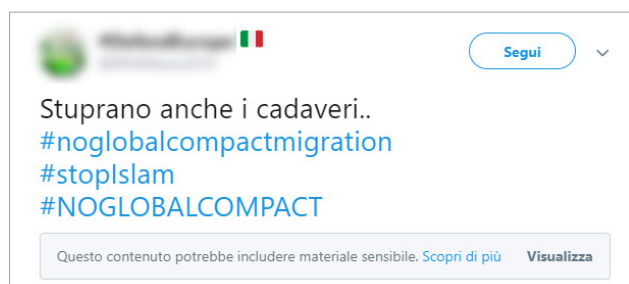 Segui
Stuprano anche i cadaveri..
#noglobalcompactmigration
#stopIslam
#NOGLOBALCOMPACT
Questo contenuto potrebbe includere materiale sensibile. Scopri di più Visualizza